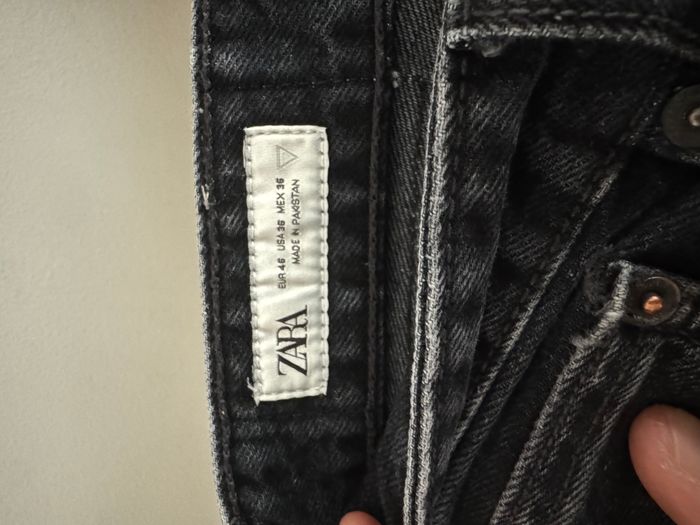 ZARA
EUR 46 USA 36 MEX 36
MADE IN PAKISTAN